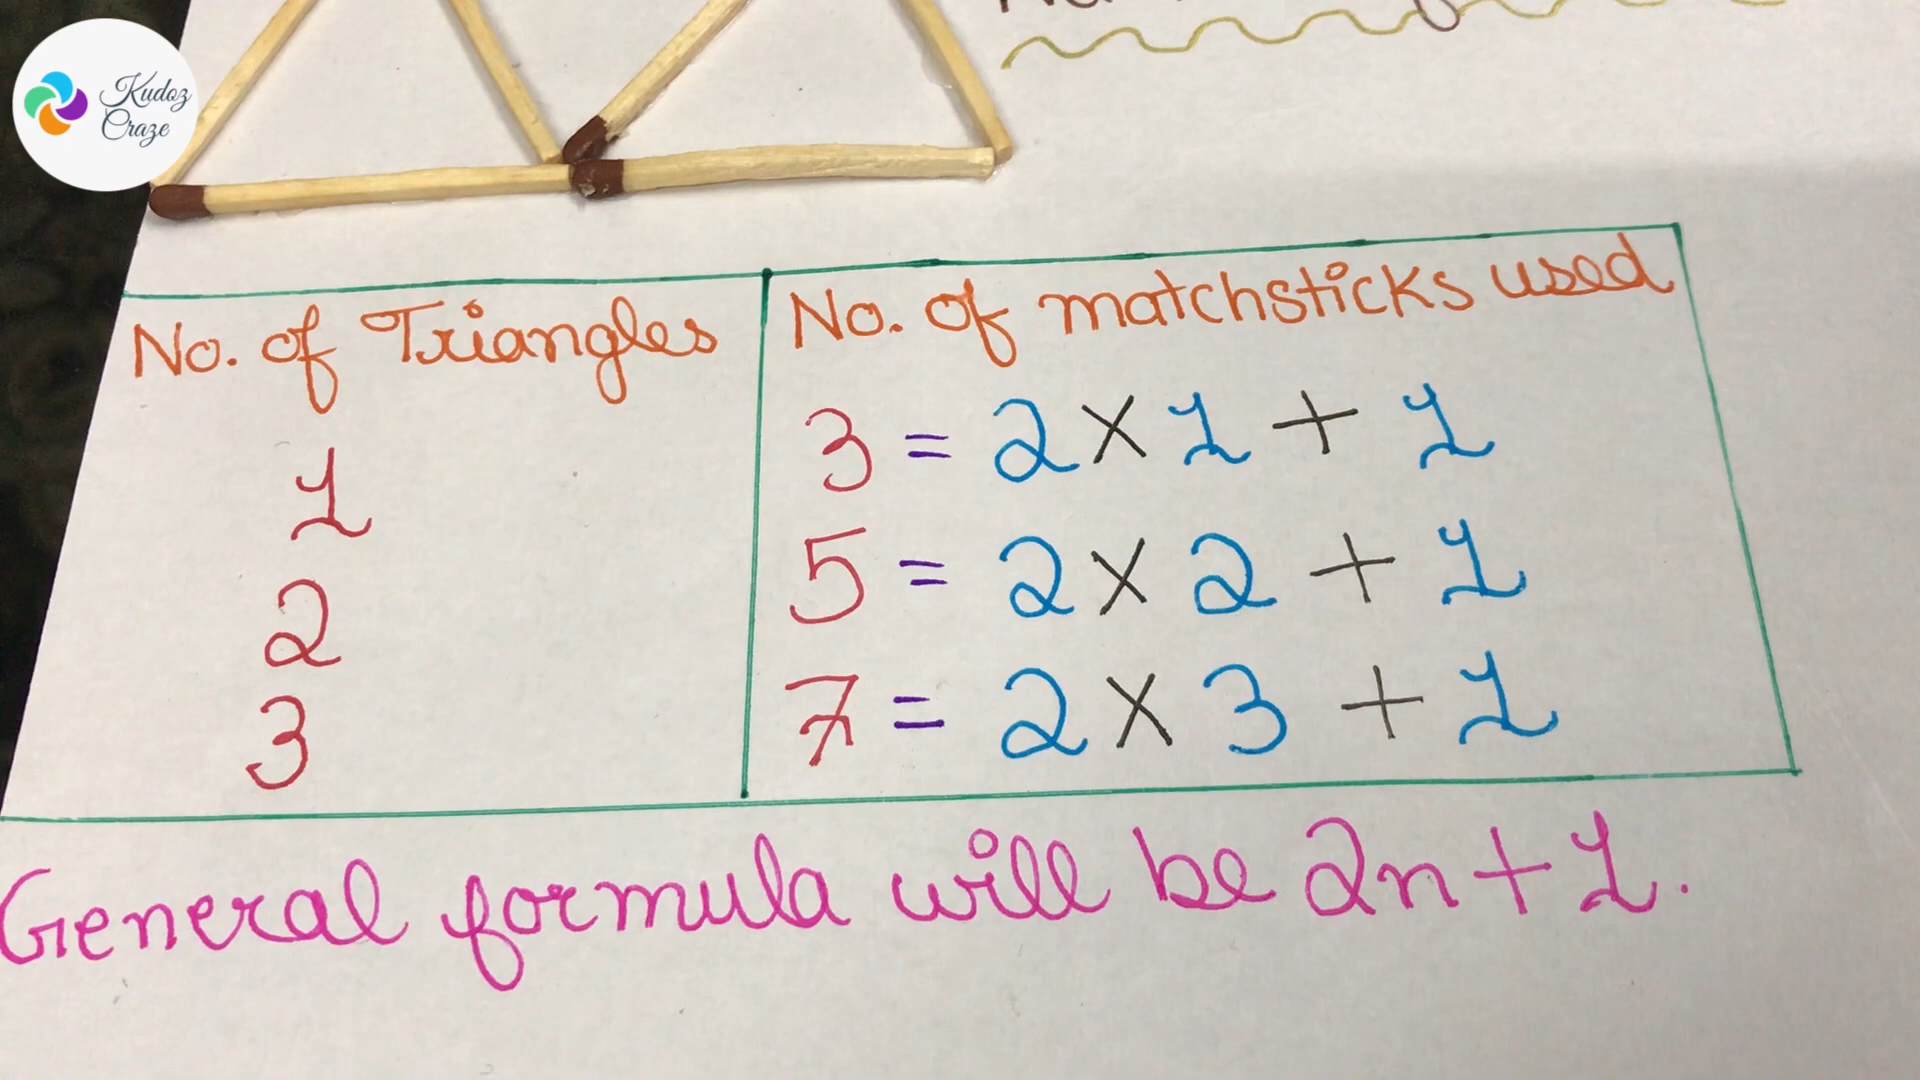 Kudoz
Craze
No. of Triangles
No. of matchsticks used
1
3 = 2 × 1 + 1
2
5 = 2 × 2 + 1
3
7 = 2 × 3 + 1
General formula will be 2n + 1.